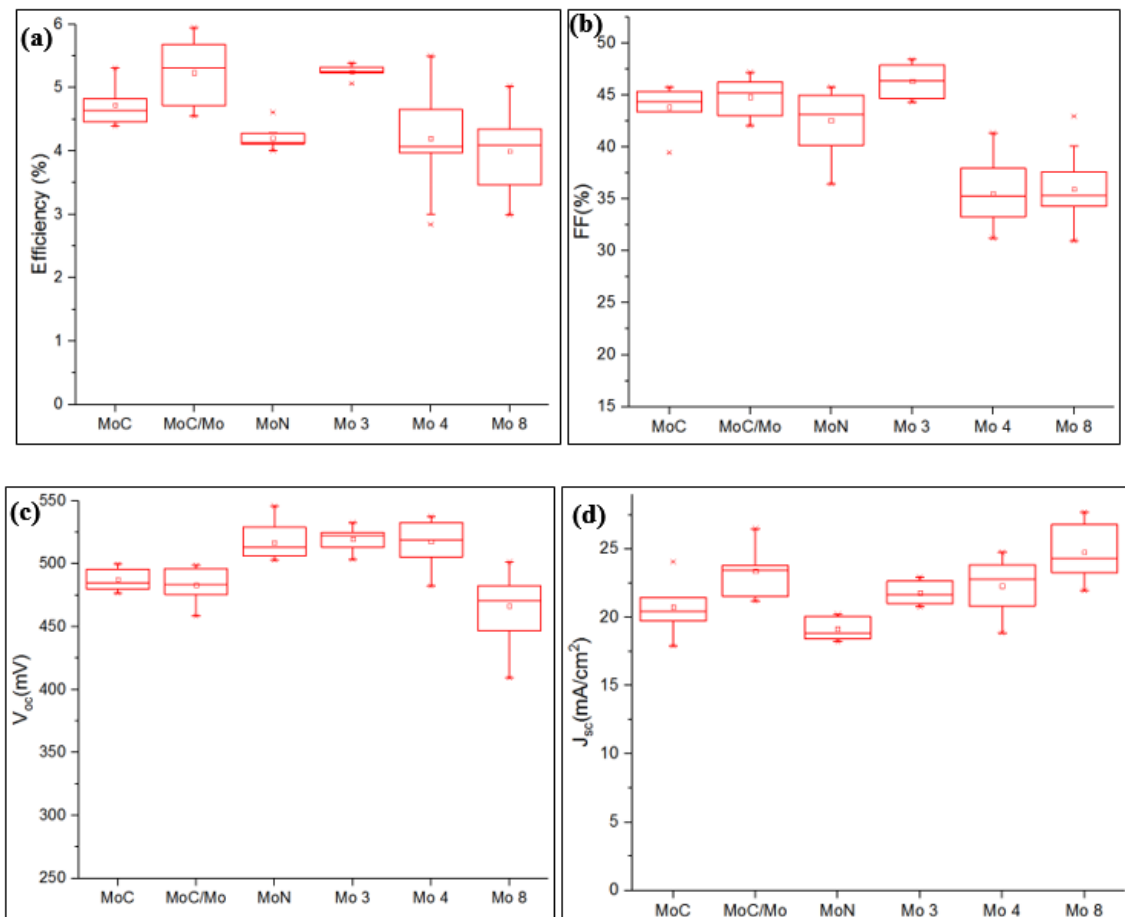 (a)
Efficiency (%)
6
5
4
3
2
1
0
MoC MoC/Mo MoN Mo 3 Mo 4 Mo 8
(b)
FF(%)
50
45
40
35
30
25
20
15
MoC MoC/Mo MoN Mo 3 Mo 4 Mo 8
(c)
Voc(mV)
550
500
450
400
350
300
250
MoC MoC/Mo MoN Mo 3 Mo 4 Mo 8
(d)
Jsc(mA/cm²)
25
20
15
10
5
0
MoC MoC/Mo MoN Mo 3 Mo 4 Mo 8